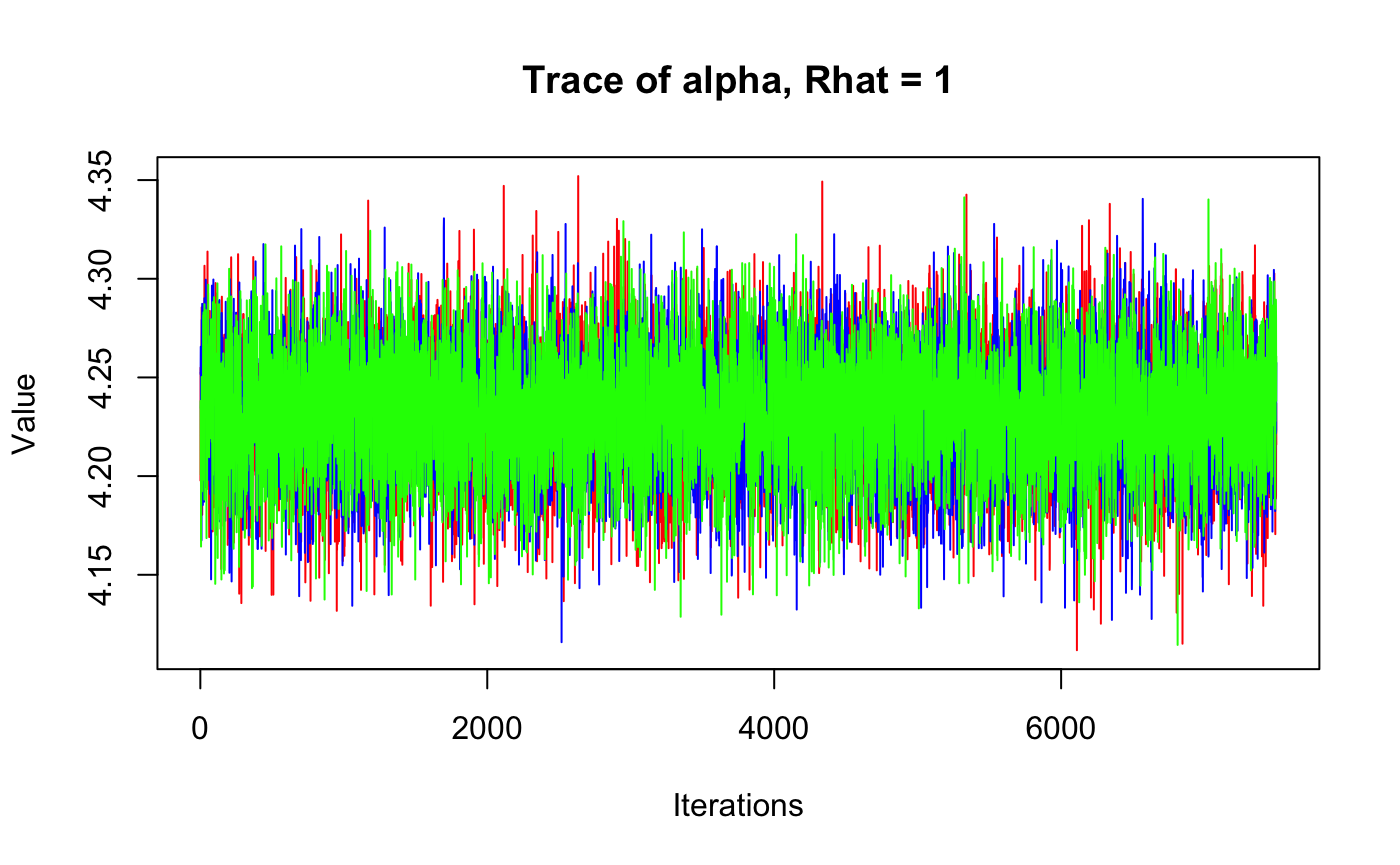 Trace of alpha, Rhat = 1
Value
4.35
4.30
4.25
4.20
4.15
0 2000 4000 6000
Iterations